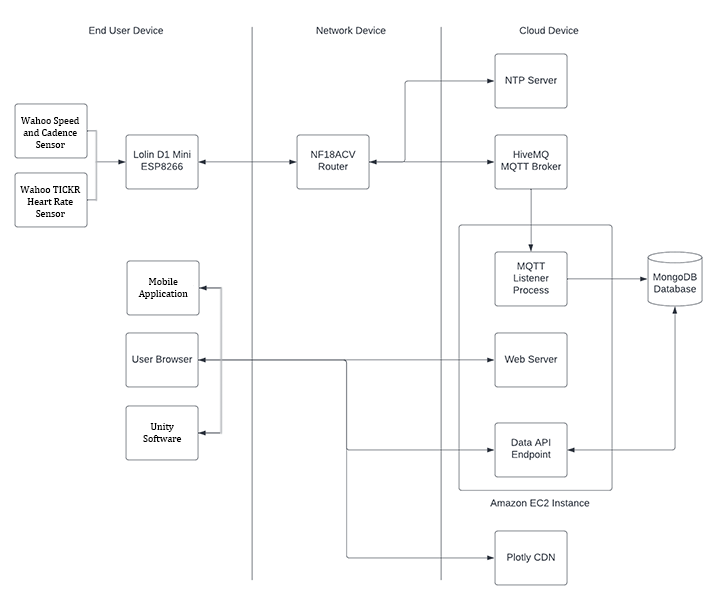 End User Device
Network Device
Cloud Device
NTP Server
Wahoo Speed
and Cadence
Sensor
Lolin D1 Mini
ESP8266
NF18ACV
Router
HiveMQ
MQTT Broker
Wahoo TICKR
Heart Rate
Sensor
MQTT
Listener
Process
MongoDB
Database
Mobile
Application
User Browser
Web Server
Unity
Software
Data API
Endpoint
Amazon EC2 Instance
Plotly CDN